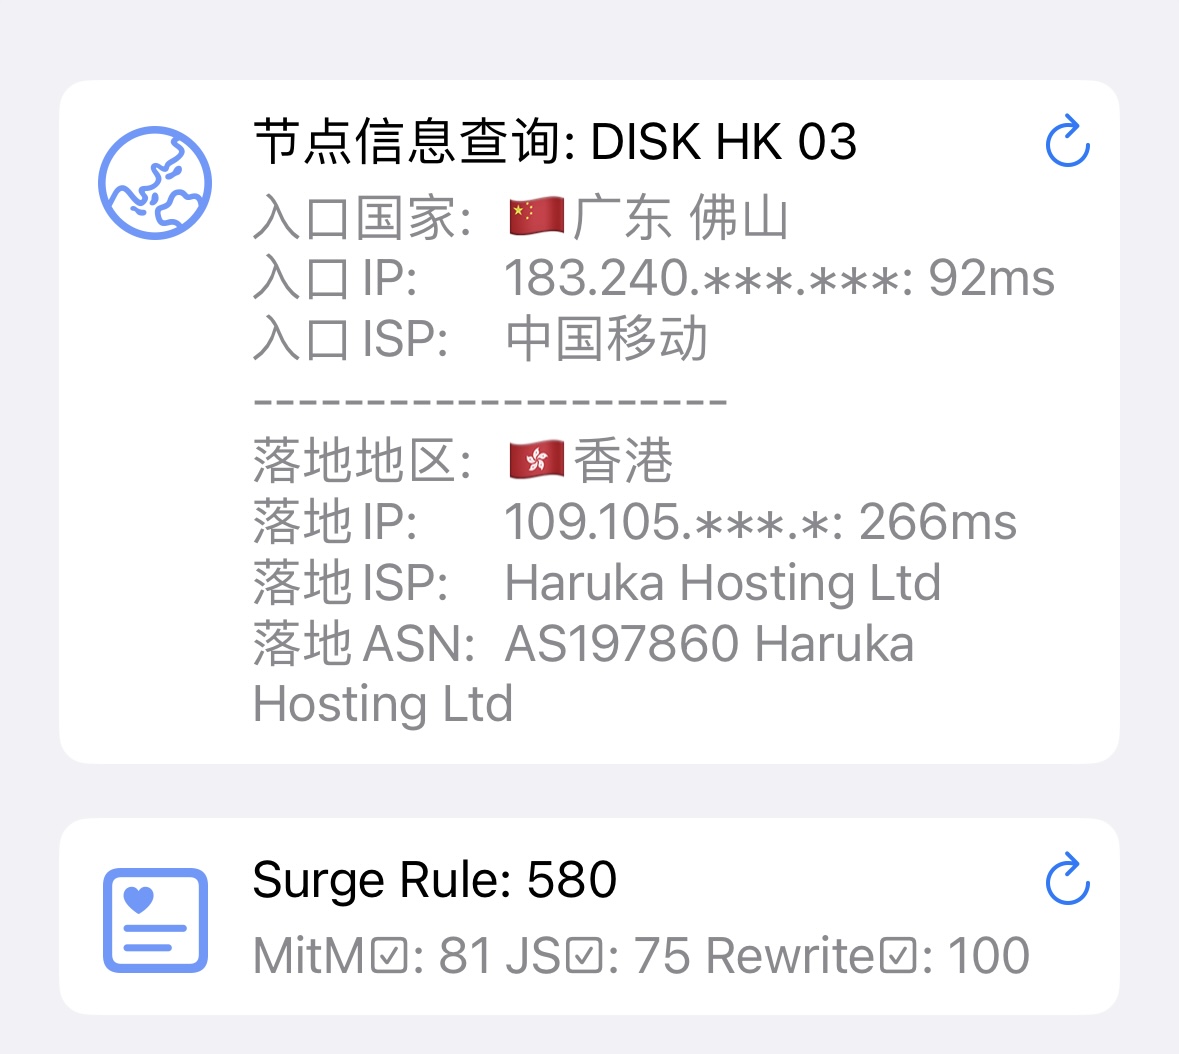 节点信息查询: DISK HK 03
入口国家: 🇨🇳广东 佛山
入口 IP: 183.240.***.***: 92ms
入口 ISP: 中国移动
---------------------
落地地区: 🇭🇰香港
落地 IP: 109.105.***.*: 266ms
落地 ISP: Haruka Hosting Ltd
落地 ASN: AS197860 Haruka
Hosting Ltd
Surge Rule: 580
MitM☑: 81 JS☑: 75 Rewrite☑: 100